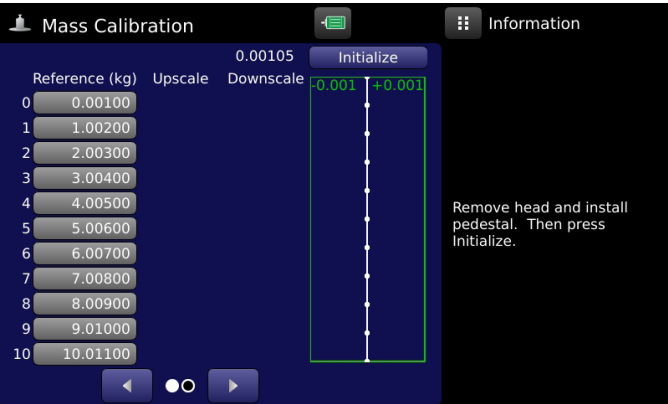 Mass Calibration
Information
0.00105 Initialize
Reference (kg) Upscale Downscale -0.001 +0.001
0 0.00100
1 1.00200
2 2.00300
3 3.00400
4 4.00500
5 5.00600
6 6.00700
7 7.00800
8 8.00900
9 9.01000
10 10.01100
Remove head and install
pedestal. Then press
Initialize.